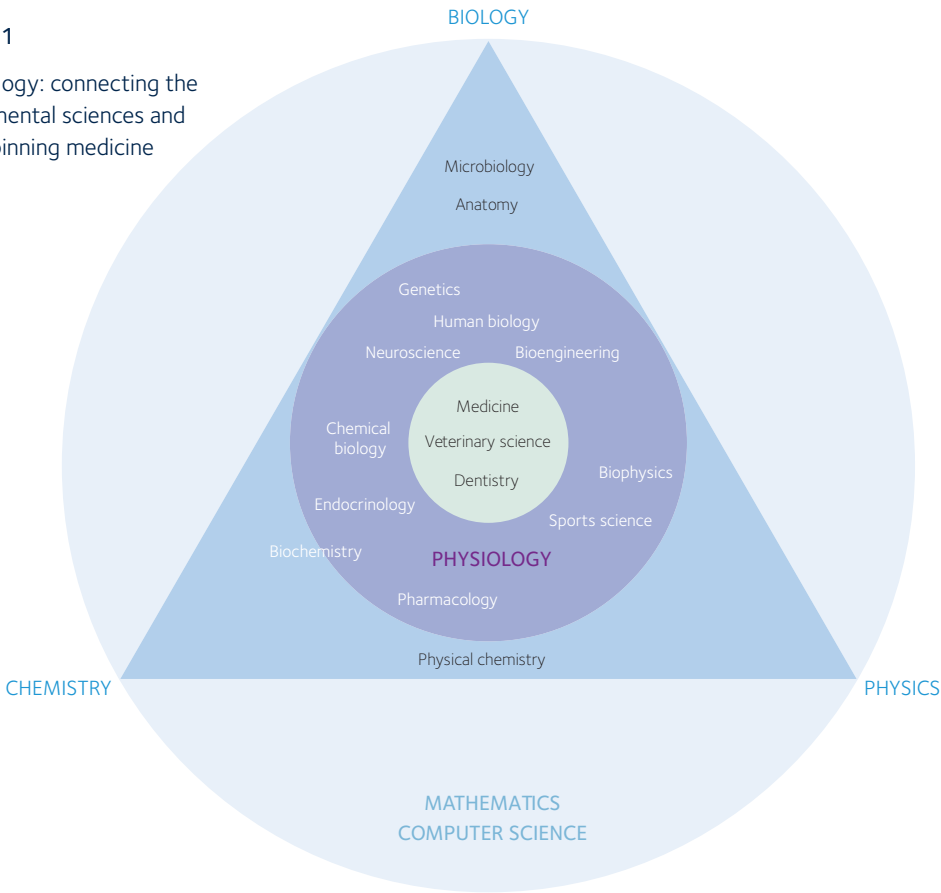 BIOLOGY
1
ogy: connecting the
mental sciences and
pinning medicine
Microbiology
Anatomy
Genetics
Human biology
Neuroscience
Bioengineering
Medicine
Chemical
biology
Veterinary science
Biophysics
Dentistry
Endocrinology
Sports science
Biochemistry
PHYSIOLOGY
Pharmacology
Physical chemistry
CHEMISTRY
PHYSICS
MATHEMATICS
COMPUTER SCIENCE